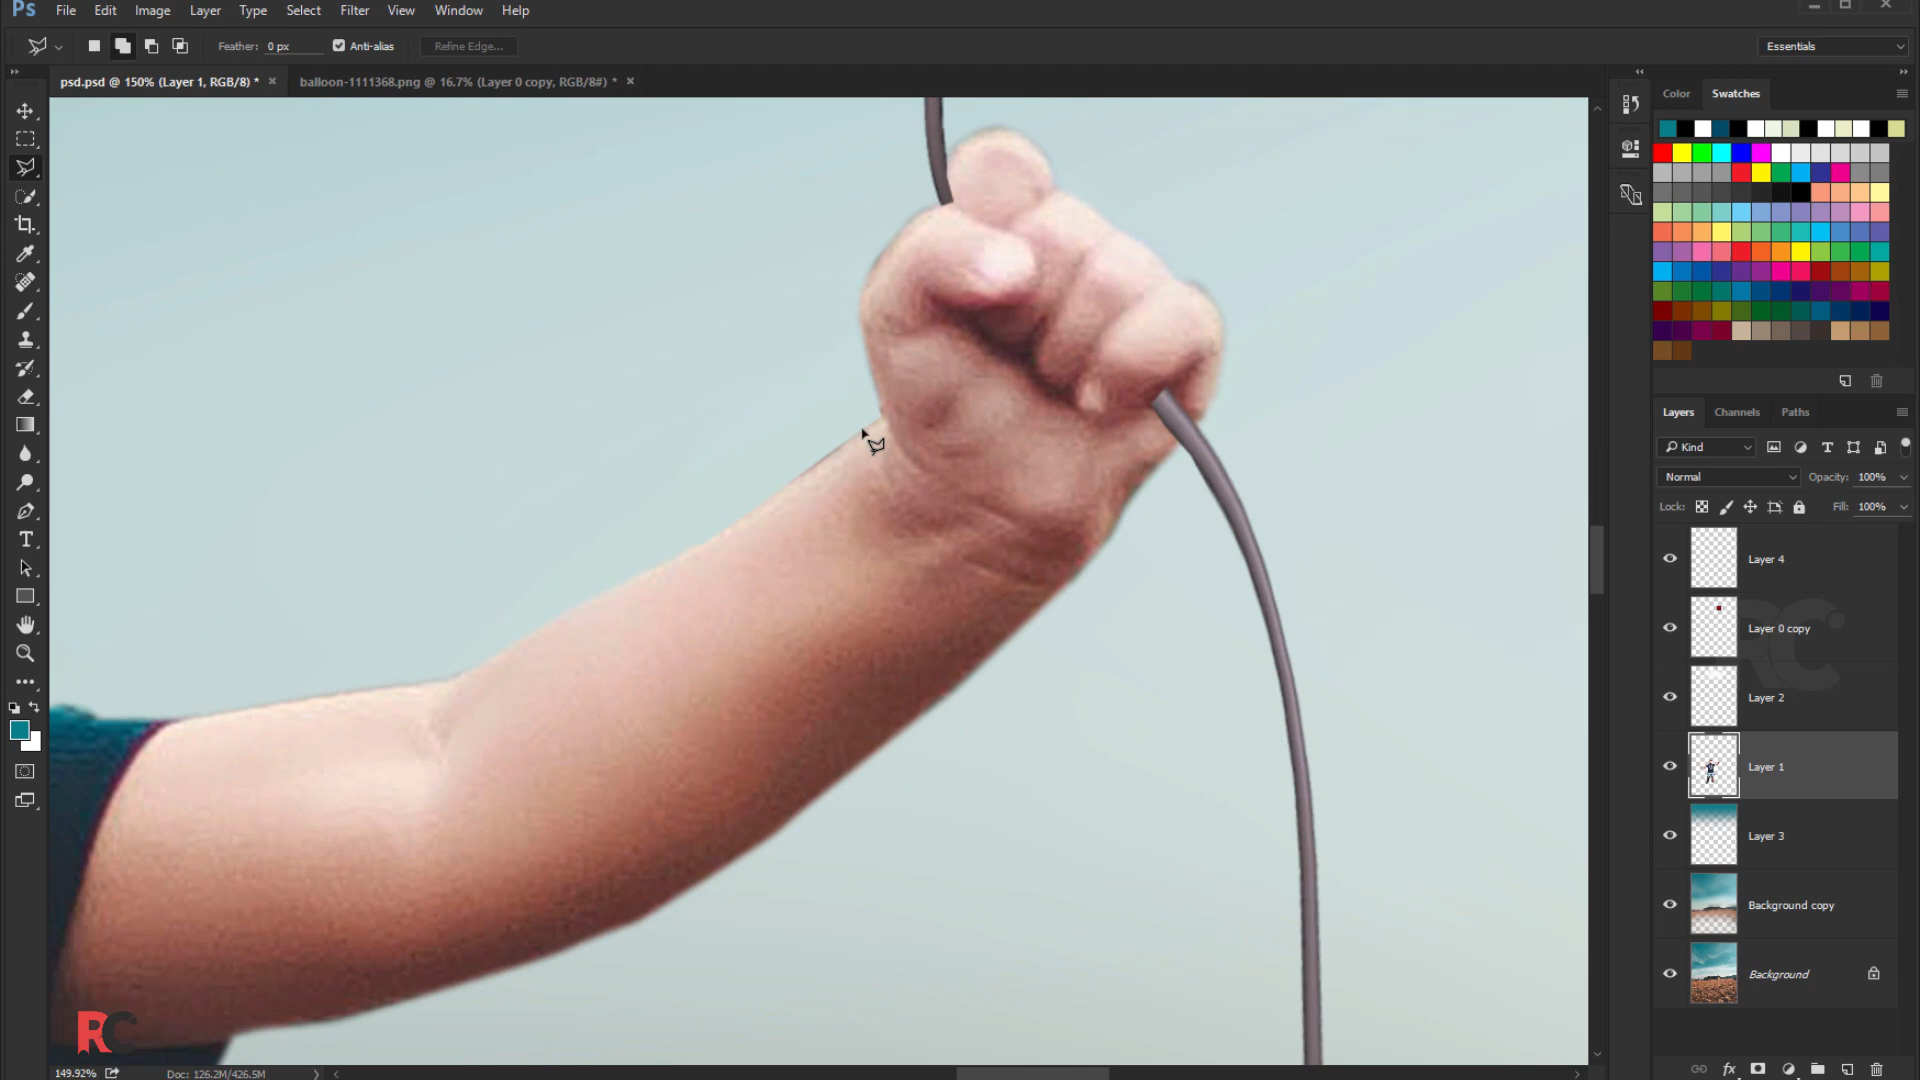 Ps File Edit Image Layer Type Select Filter View Window Help
Feather: 0 px Anti-alias Refine Edge... Essentials
psd.psd @ 150% (Layer 1, RGB/8) * balloon-1111368.png @ 16.7% (Layer 0 copy, RGB/8#) *
Color Swatches
Layers Channels Paths
Kind
Normal Opacity: 100%
Lock: Fill: 100%
Layer 4
Layer 0 copy
RC
Layer 2
Layer 1
Layer 3
Background copy
Background
RC
149.92% Doc: 126.2M/426.5M
fx